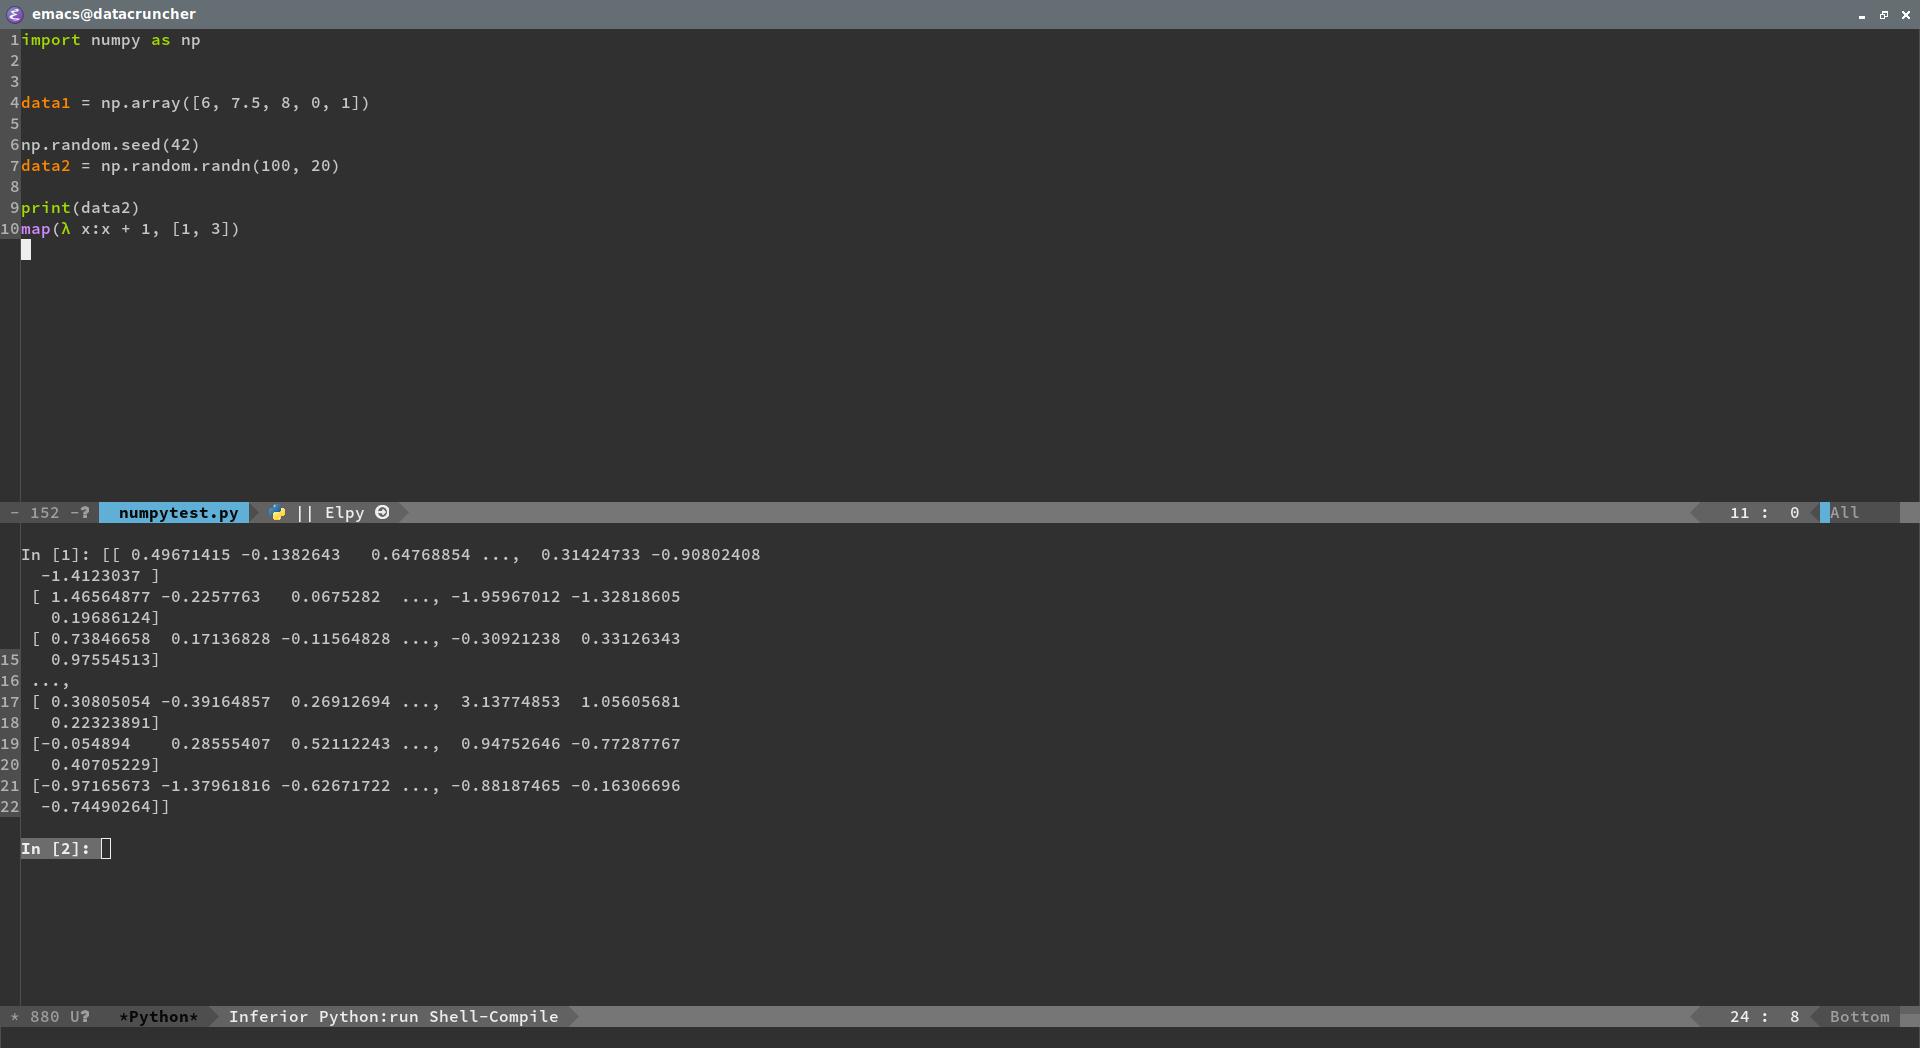 emacs@datacruncher
1 import numpy as np
2
3
4 data1 = np.array([6, 7.5, 8, 0, 1])
5
6 np.random.seed(42)
7 data2 = np.random.randn(100, 20)
8
9 print(data2)
10 map(λ x:x + 1, [1, 3])
- 152 -? numpytest.py || Elpy 11 : 0 All
In [1]: [[ 0.49671415 -0.1382643   0.64768854 ...,  0.31424733 -0.90802408
  -1.4123037 ]
 [ 1.46564877 -0.2257763   0.0675282  ..., -1.95967012 -1.32818605
   0.19686124]
 [ 0.73846658  0.17136828 -0.11564828 ..., -0.30921238  0.33126343
15   0.97554513]
16 ...,
17 [ 0.30805054 -0.39164857  0.26912694 ...,  3.13774853  1.05605681
18   0.22323891]
19 [-0.054894    0.28555407  0.52112243 ...,  0.94752646 -0.77287767
20   0.40705229]
21 [-0.97165673 -1.37961816 -0.62671722 ..., -0.88187465 -0.16306696
22  -0.74490264]]
In [2]:
* 880 U? *Python* Inferior Python:run Shell-Compile 24 : 8 Bottom